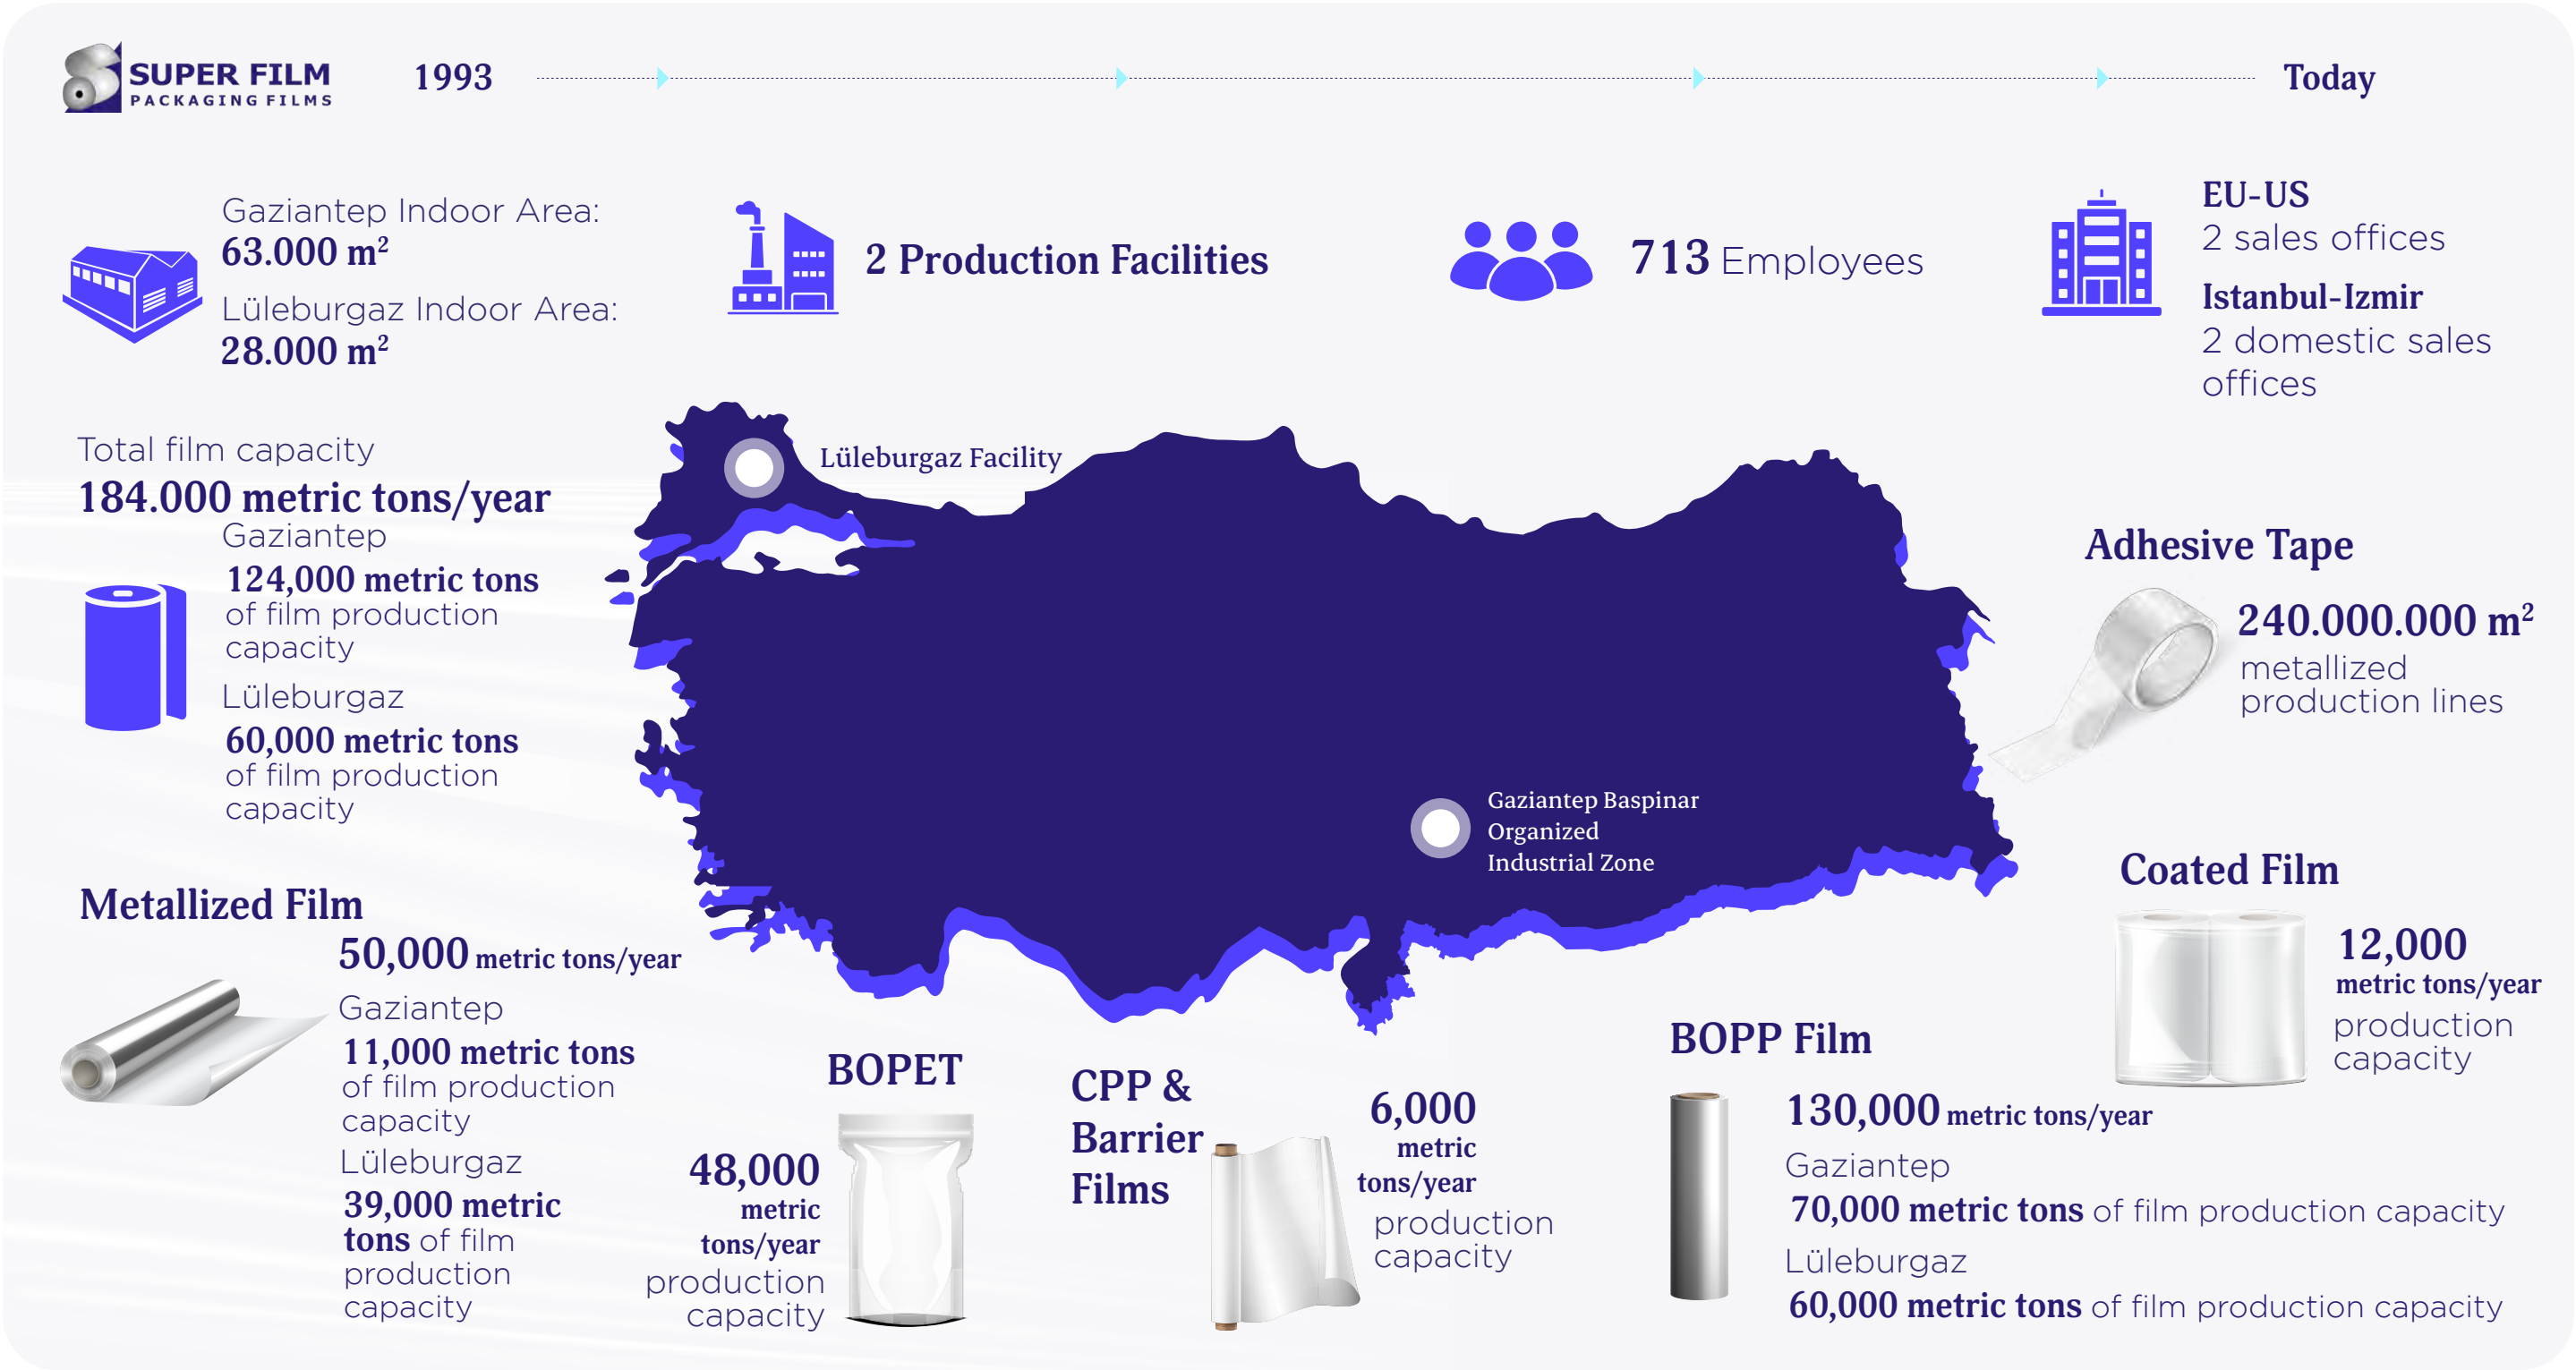 SUPER FILM
PACKAGING FILMS
1993
Today
Gaziantep Indoor Area:
63.000 m²
Lüleburgaz Indoor Area:
28.000 m²
2 Production Facilities
713 Employees
EU-US
2 sales offices
Istanbul-Izmir
2 domestic sales
offices
Total film capacity
184.000 metric tons/year
Gaziantep
124,000 metric tons
of film production
capacity
Lüleburgaz
60,000 metric tons
of film production
capacity
Lüleburgaz Facility
Gaziantep Baspinar
Organized
Industrial Zone
Adhesive Tape
240.000.000 m²
metallized
production lines
Metallized Film
50,000 metric tons/year
Gaziantep
11,000 metric tons
of film production
capacity
Lüleburgaz
39,000 metric
tons of film
production
capacity
BOPET
48,000
metric
tons/year
production
capacity
CPP &
Barrier
Films
6,000
metric
tons/year
production
capacity
BOPP Film
130,000 metric tons/year
Gaziantep
70,000 metric tons of film production capacity
Lüleburgaz
60,000 metric tons of film production capacity
Coated Film
12,000
metric tons/year
production
capacity